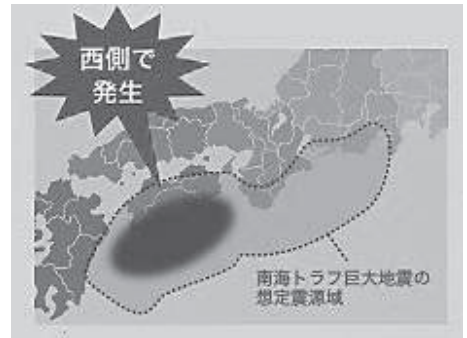 西側で
発生
南海トラフ巨大地震の
想定震源域